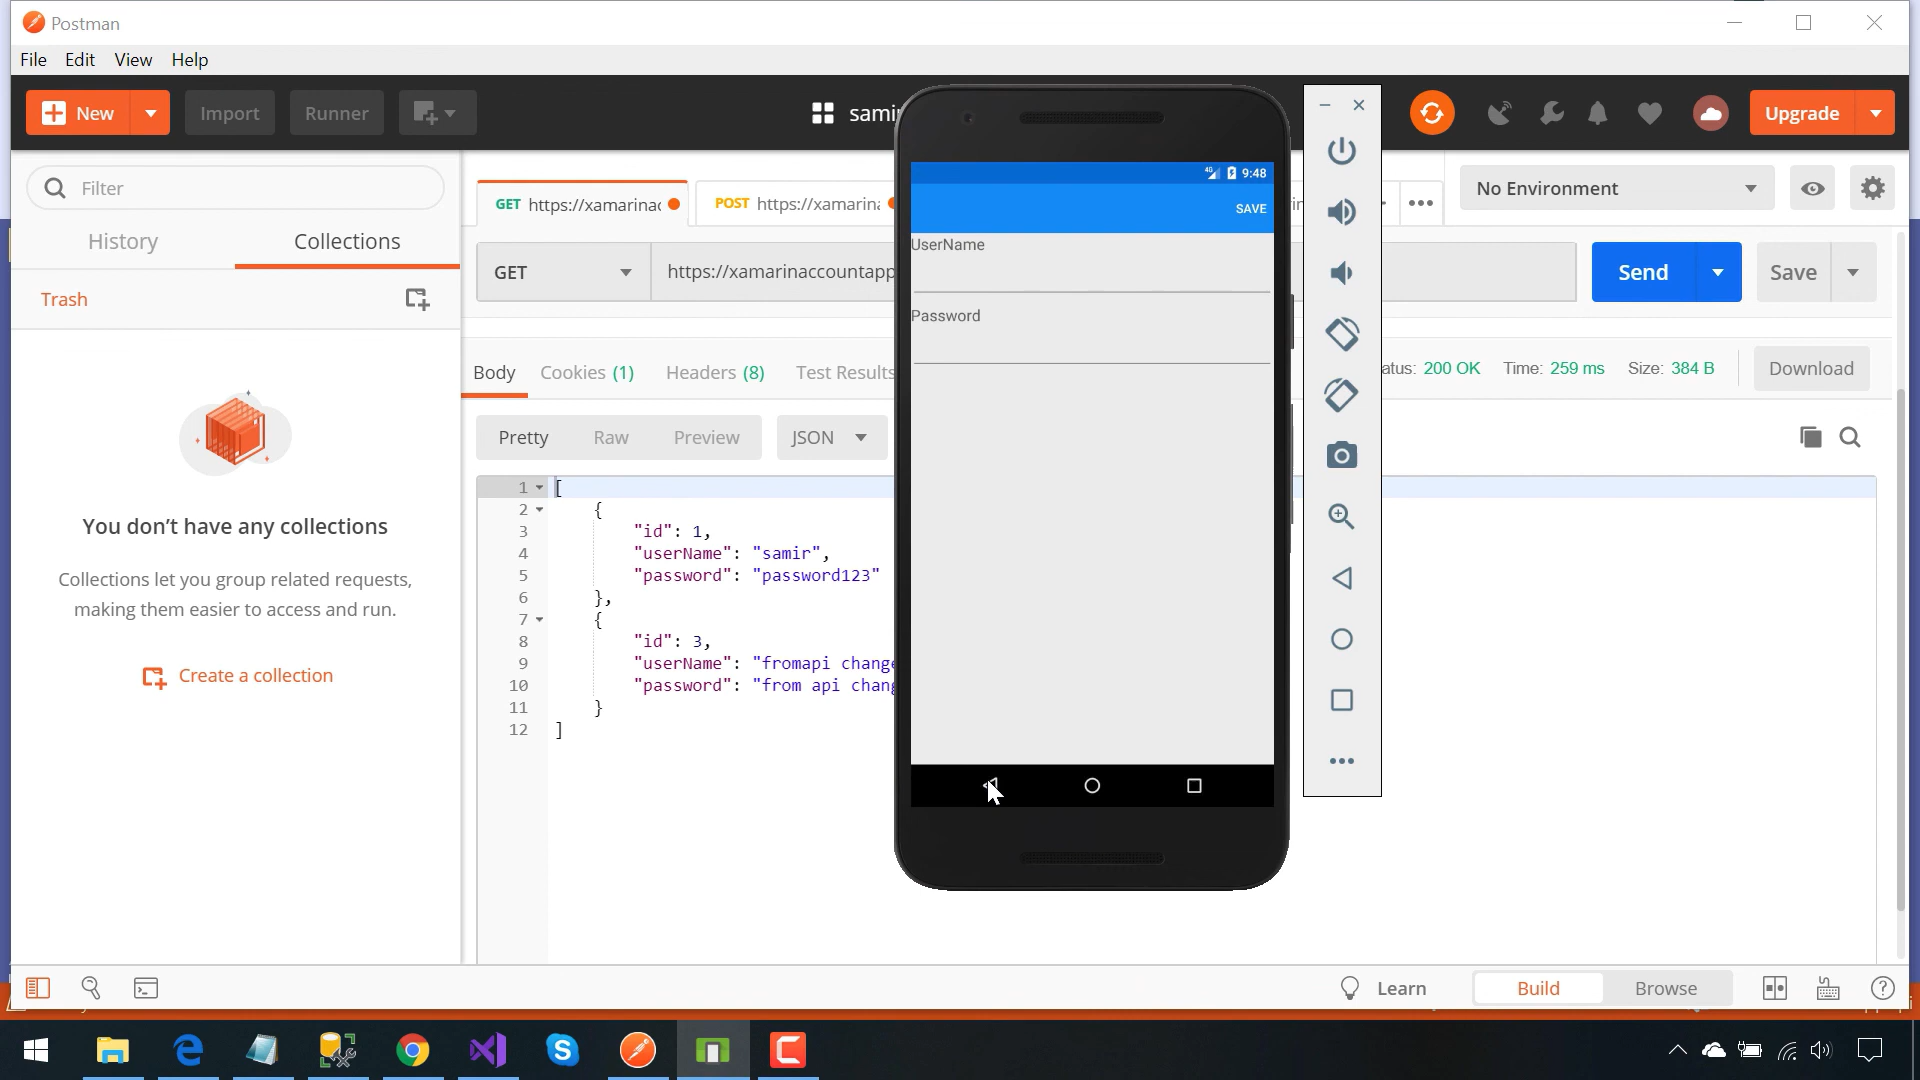 Postman
File Edit View Help
New Import Runner Upgrade
SAVE
9:48
4G
Filter
History Collections
Trash
You don’t have any collections
Collections let you group related requests,
making them easier to access and run.
Create a collection
GET https://xamarinac
POST https://xamarina
No Environment
GET https://xamarinaccountapp
Send Save
Body Cookies (1) Headers (8) Test Results
atus: 200 OK Time: 259 ms Size: 384 B Download
Pretty Raw Preview JSON
1 [
2 {
3 "id": 1,
4 "userName": "samir",
5 "password": "password123"
6 },
7 {
8 "id": 3,
9 "userName": "fromapi change
10 "password": "from api chang
11 }
12 ]
UserName
Password
Learn Build Browse